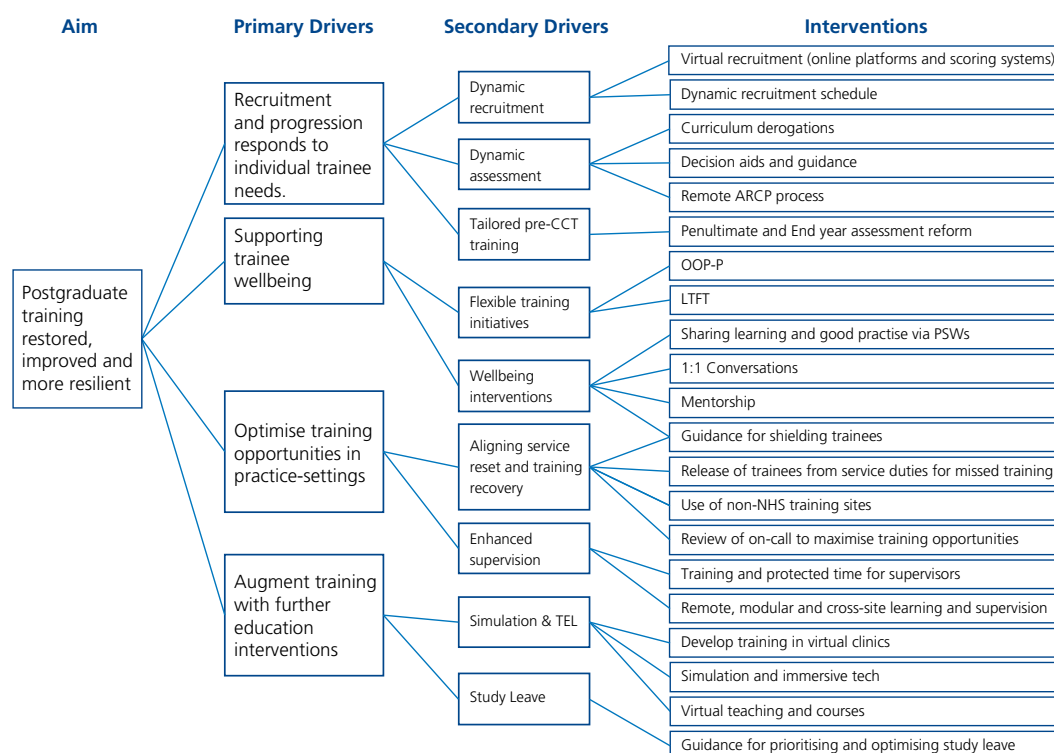 Aim
Primary Drivers
Secondary Drivers
Interventions
Postgraduate
training
restored,
improved and
more resilient
Recruitment
and progression
responds to
individual trainee
needs.
Supporting
trainee
wellbeing
Optimise training
opportunities in
practice-settings
Augment training
with further
education
interventions
Dynamic
recruitment
Dynamic
assessment
Tailored pre-CCT
training
Flexible training
initiatives
Wellbeing
interventions
Aligning service
reset and training
recovery
Enhanced
supervision
Simulation & TEL
Study Leave
Virtual recruitment (online platforms and scoring systems)
Dynamic recruitment schedule
Curriculum derogations
Decision aids and guidance
Remote ARCP process
Penultimate and End year assessment reform
OOP-P
LTFT
Sharing learning and good practise via PSWs
1:1 Conversations
Mentorship
Guidance for shielding trainees
Release of trainees from service duties for missed training
Use of non-NHS training sites
Review of on-call to maximise training opportunities
Training and protected time for supervisors
Remote, modular and cross-site learning and supervision
Develop training in virtual clinics
Simulation and immersive tech
Virtual teaching and courses
Guidance for prioritising and optimising study leave